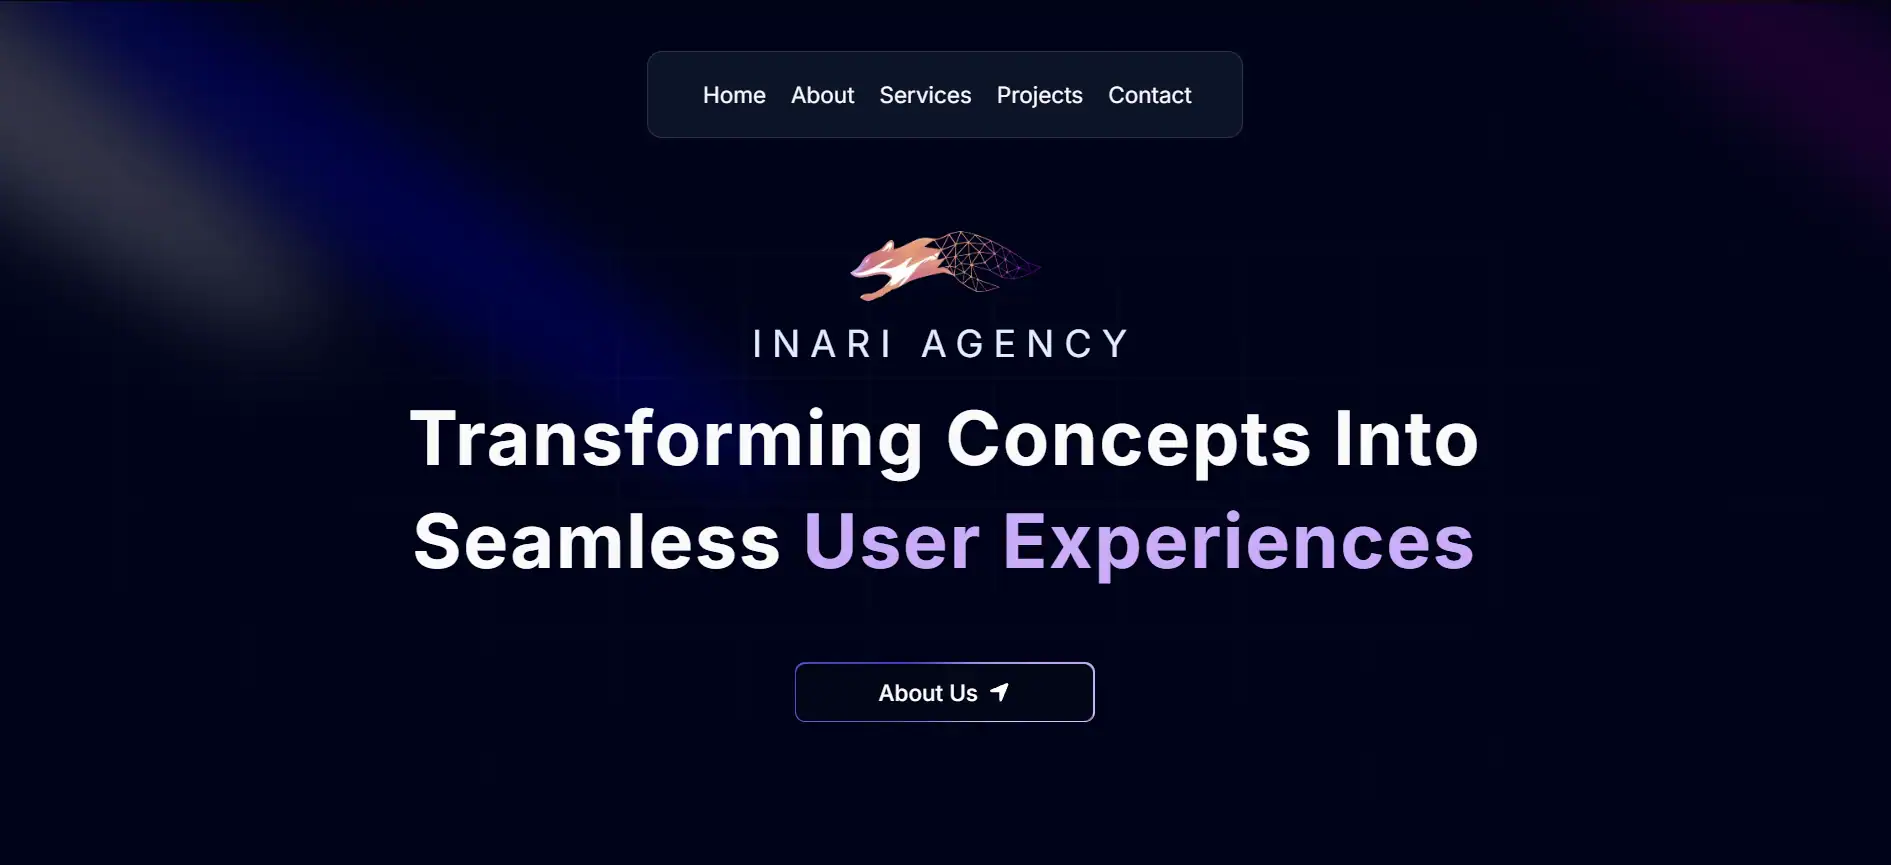 Home About Services Projects Contact
INARI AGENCY
Transforming Concepts Into
Seamless User Experiences
About Us